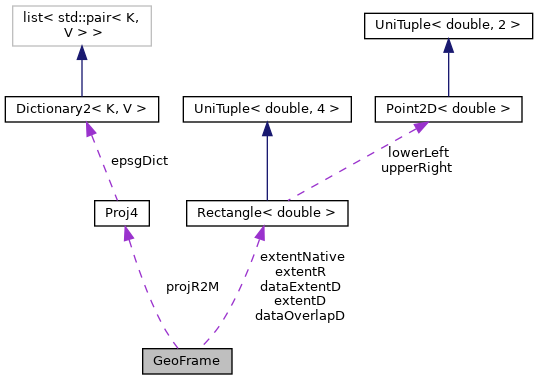 list< std::pair< K,
V > >
UniTuple< double, 2 >
Dictionary2< K, V >
UniTuple< double, 4 >
Point2D< double >
epsgDict
lowerLeft
upperRight
Proj4
Rectangle< double >
projR2M
extentNative
extentR
dataExtentD
extentD
dataOverlapD
GeoFrame